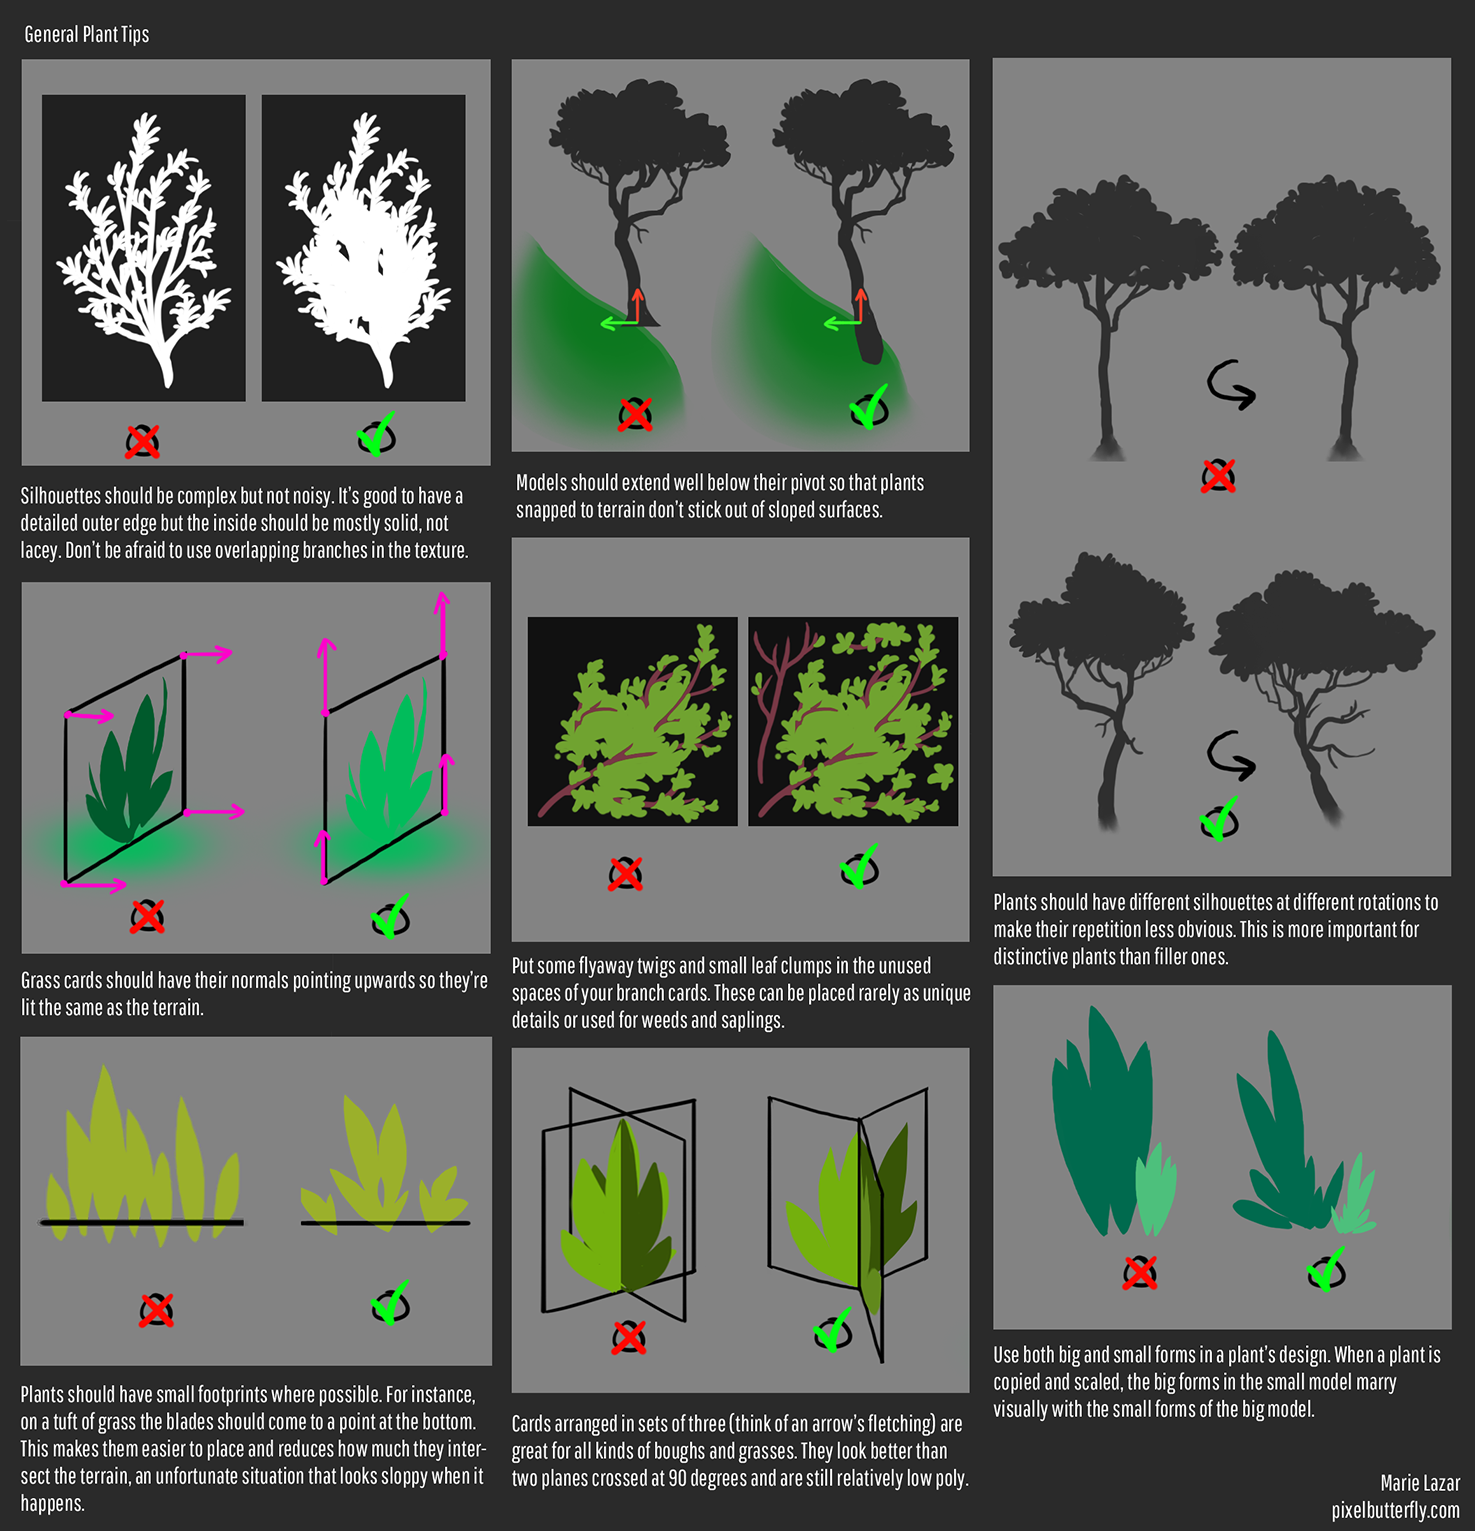 General Plant Tips
Silhouettes should be complex but not noisy. It's good to have a
detailed outer edge but the inside should be mostly solid, not
lacey. Don't be afraid to use overlapping branches in the texture.
Grass cards should have their normals pointing upwards so they're
lit the same as the terrain.
Plants should have small footprints where possible. For instance,
on a tuft of grass the blades should come to a point at the bottom.
This makes them easier to place and reduces how much they inter-
sect the terrain, an unfortunate situation that looks sloppy when it
happens.
Models should extend well below their pivot so that plants
snapped to terrain don't stick out of sloped surfaces.
Put some flyaway twigs and small leaf clumps in the unused
spaces of your branch cards. These can be placed rarely as unique
details or used for weeds and saplings.
Cards arranged in sets of three (think of an arrow's fletching) are
great for all kinds of boughs and grasses. They look better than
two planes crossed at 90 degrees and are still relatively low poly.
Plants should have different silhouettes at different rotations to
make their repetition less obvious. This is more important for
distinctive plants than filler ones.
Use both big and small forms in a plant's design. When a plant is
copied and scaled, the big forms in the small model marry
visually with the small forms of the big model.
Marie Lazar
pixelbutterfly.com